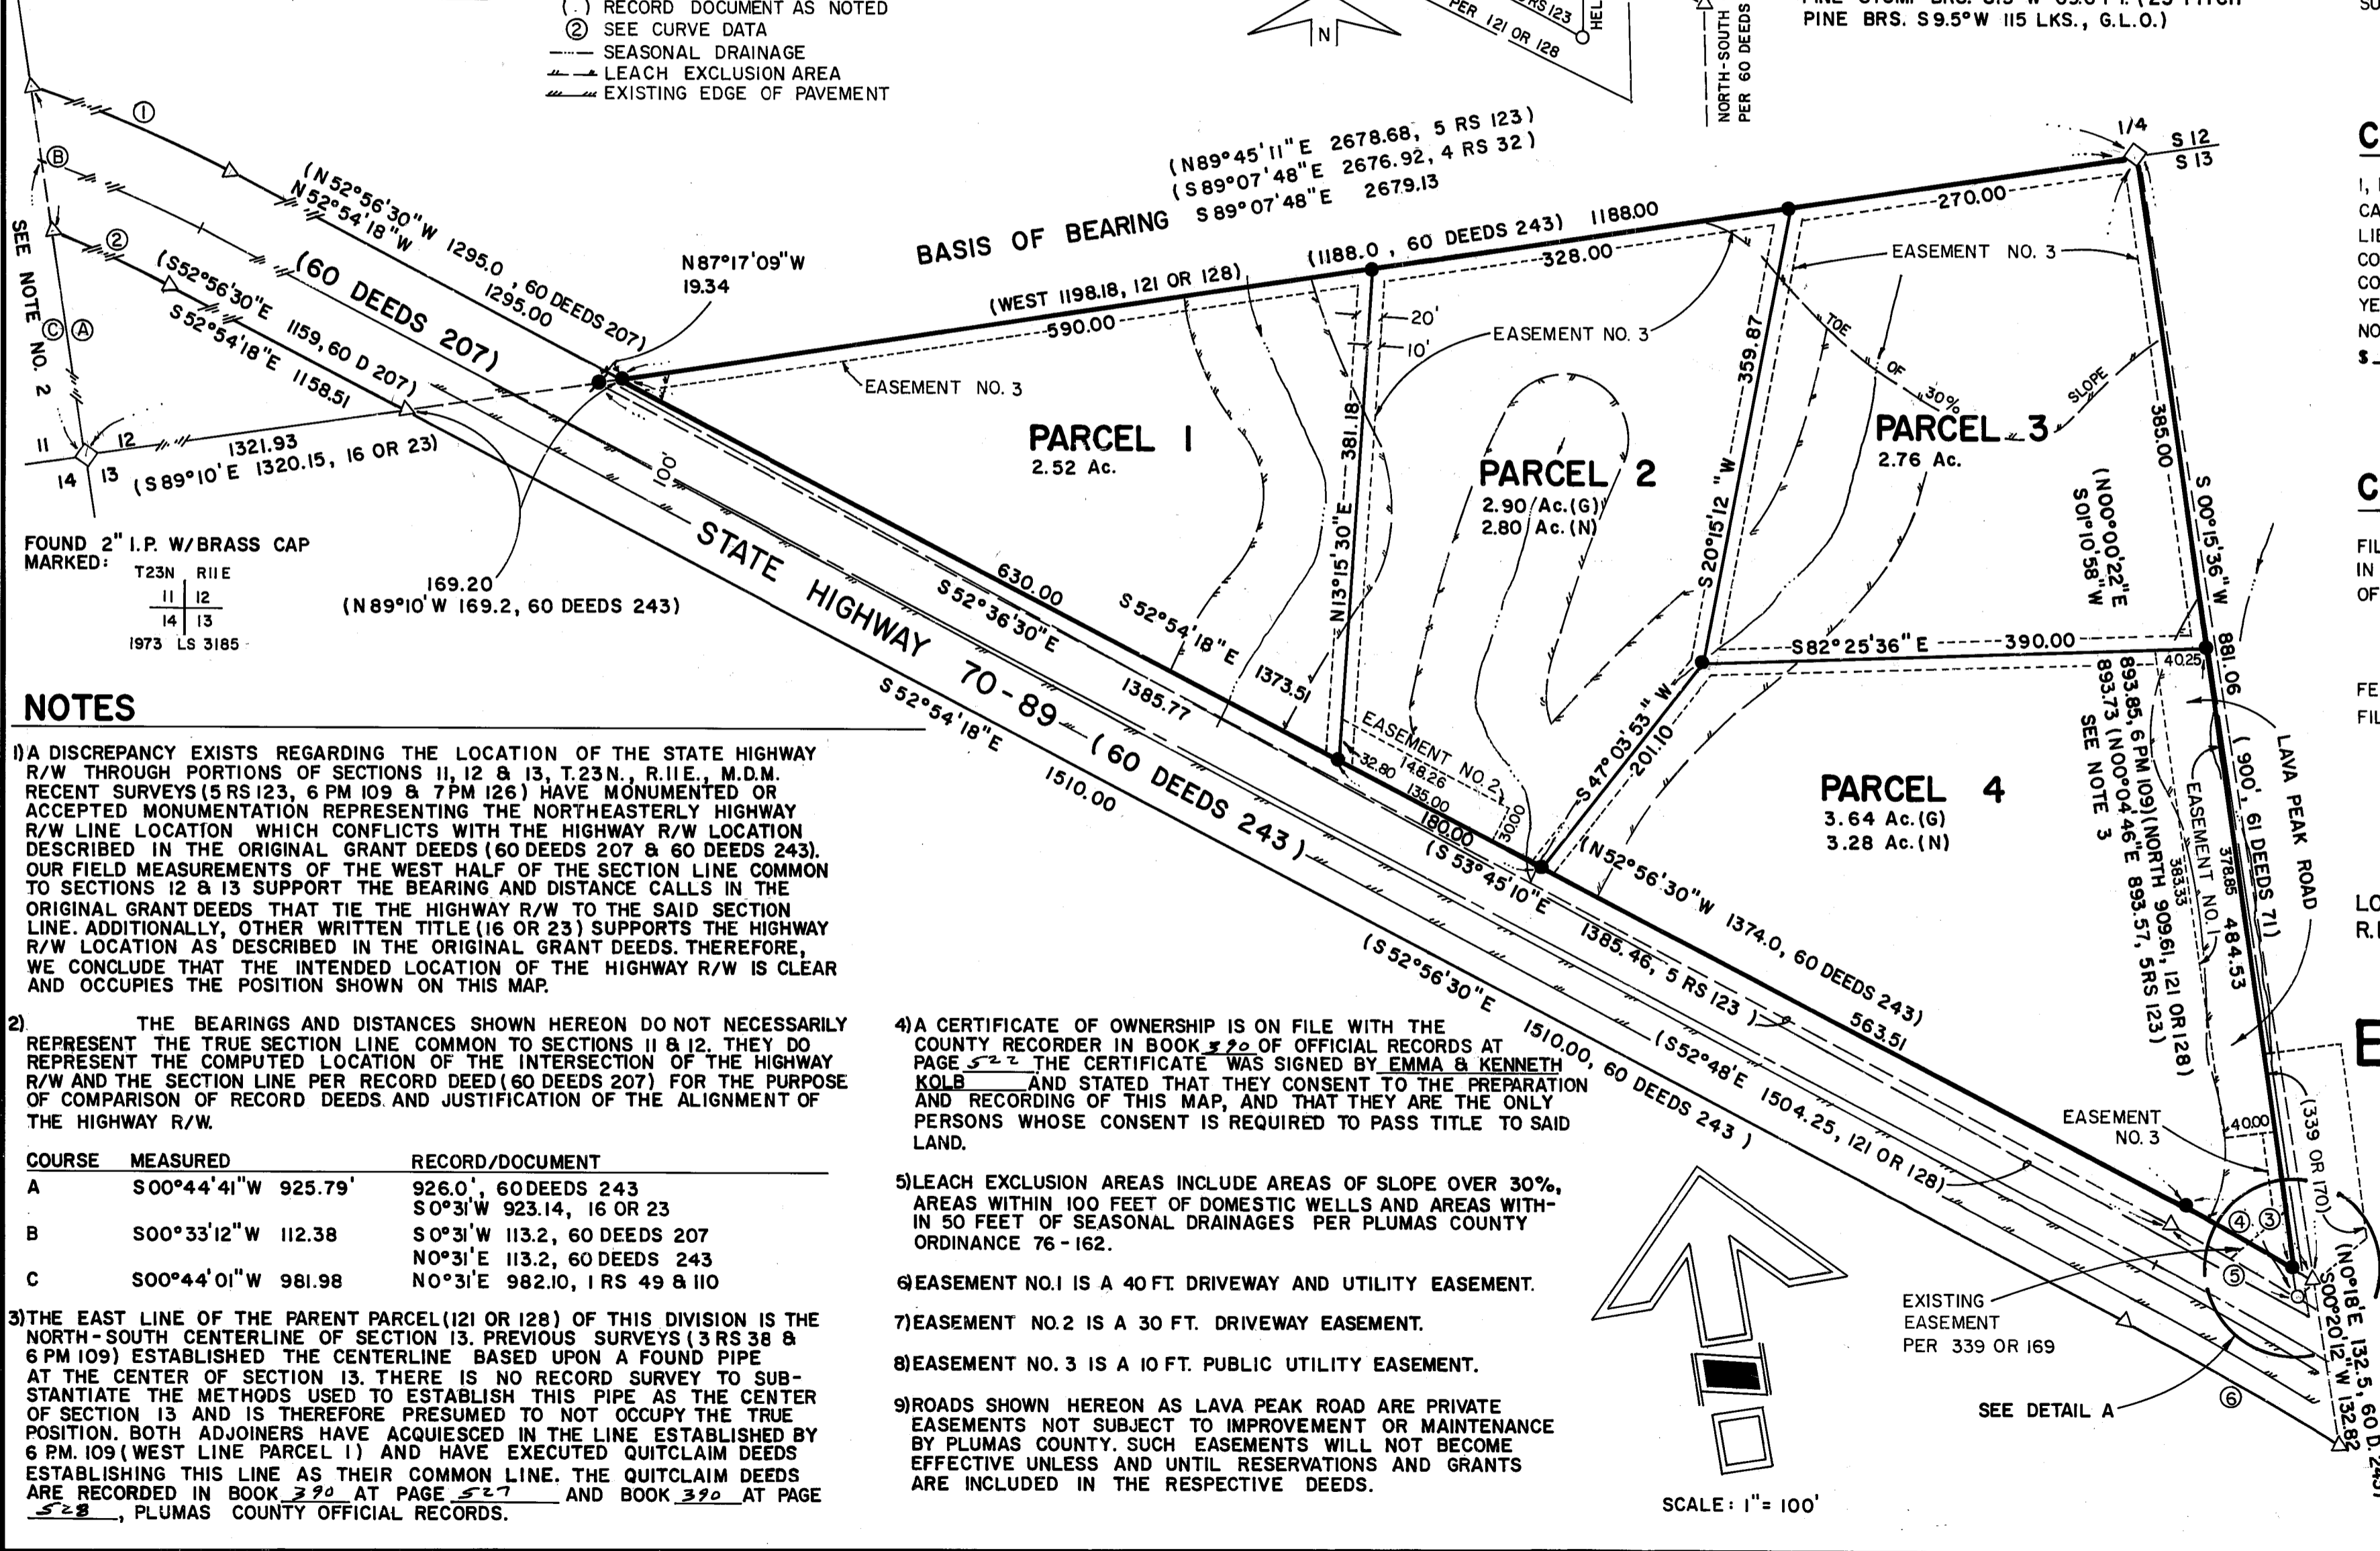 (.) RECORD DOCUMENT AS NOTED
② SEE CURVE DATA
SEASONAL DRAINAGE
LEACH EXCLUSION AREA
EXISTING EDGE OF PAVEMENT
N
RS 123
PER 121 OR 128
HEL
NORTH-SOUTH
PER 60 DEEDS
PINE BRS. S 9.5°W 115 LKS., G.L.O.)
①
Ⓑ
②
Ⓒ Ⓐ
SEE NOTE NO. 2
(N52°56'30"W 1295.0, 60 DEEDS 207)
N52°54'18"W 1295.00
(60 DEEDS 207)
(S52°56'30"E 1159, 60 D 207)
S52°54'18"E 1158.51
N87°17'09"W
19.34
11 12
14 13
1321.93
(S89°10'E 1320.15, 16 OR 23)
FOUND 2" I.P. W/BRASS CAP
MARKED:
T23N R11E
11 12
14 13
1973 LS 3185
169.20
(N89°10'W 169.2, 60 DEEDS 243)
(N89°45'11"E 2678.68, 5 RS 123)
(S89°07'48"E 2676.92, 4 RS 32)
BASIS OF BEARING S89°07'48"E 2679.13
(WEST 1198.18, 121 OR 128)
(1188.0, 60 DEEDS 243) 1188.00
590.00
328.00
270.00
1/4
S 12
S 13
EASEMENT NO. 3
EASEMENT NO. 3
EASEMENT NO. 3
20'
10'
TOE OF 30% SLOPE
PARCEL 1
2.52 Ac.
PARCEL 2
2.90 Ac.(G)
2.80 Ac.(N)
PARCEL 3
2.76 Ac.
PARCEL 4
3.64 Ac.(G)
3.28 Ac.(N)
N13°15'30"E 381.18
S20°15'12"W 359.87
385.00
S00°15'36"W 881.06
(N00°00'22"E
S01°10'58"W
893.85, 6 PM 109)(NORTH 909.61, 121 OR 128)
893.73 (N00°04'46"E 893.57, 5RS 123)
SEE NOTE 3
S82°25'36"E 390.00
40.25
S47°03'53"W
201.10
LAVA PEAK ROAD
(900', 61 DEEDS 71)
EASEMENT NO. 1
383.33
378.85
484.53
100'
STATE HIGHWAY 70-89 (60 DEEDS 243)
630.00
S52°36'30"E 1385.77
S52°54'18"E 1373.51
S52°54'18"E 1510.00
EASEMENT NO. 2
148.26
32.80
135.00
180.00
30.00
(S53°45'10"E 1385.46, 5 RS 123)
(N52°56'30"W 1374.0, 60 DEEDS 243)
563.51
(S52°56'30"E 1510.00, 60 DEEDS 243)
(S52°48'E 1504.25, 121 OR 128)
EASEMENT
NO. 3
40.00
(339 OR 170)
④ ③
⑤
⑥
(N0°18'E 132.5, 60 D. 243)
S00°20'12"W 132.82
EXISTING
EASEMENT
PER 339 OR 169
SEE DETAIL A
SCALE: 1"= 100'
NOTES
1) A DISCREPANCY EXISTS REGARDING THE LOCATION OF THE STATE HIGHWAY
R/W THROUGH PORTIONS OF SECTIONS 11, 12 & 13, T.23N., R.11E., M.D.M.
RECENT SURVEYS (5 RS 123, 6 PM 109 & 7 PM 126) HAVE MONUMENTED OR
ACCEPTED MONUMENTATION REPRESENTING THE NORTHEASTERLY HIGHWAY
R/W LINE LOCATION WHICH CONFLICTS WITH THE HIGHWAY R/W LOCATION
DESCRIBED IN THE ORIGINAL GRANT DEEDS (60 DEEDS 207 & 60 DEEDS 243).
OUR FIELD MEASUREMENTS OF THE WEST HALF OF THE SECTION LINE COMMON
TO SECTIONS 12 & 13 SUPPORT THE BEARING AND DISTANCE CALLS IN THE
ORIGINAL GRANT DEEDS THAT TIE THE HIGHWAY R/W TO THE SAID SECTION
LINE. ADDITIONALLY, OTHER WRITTEN TITLE (16 OR 23) SUPPORTS THE HIGHWAY
R/W LOCATION AS DESCRIBED IN THE ORIGINAL GRANT DEEDS. THEREFORE,
WE CONCLUDE THAT THE INTENDED LOCATION OF THE HIGHWAY R/W IS CLEAR
AND OCCUPIES THE POSITION SHOWN ON THIS MAP.
2) THE BEARINGS AND DISTANCES SHOWN HEREON DO NOT NECESSARILY
REPRESENT THE TRUE SECTION LINE COMMON TO SECTIONS 11 & 12. THEY DO
REPRESENT THE COMPUTED LOCATION OF THE INTERSECTION OF THE HIGHWAY
R/W AND THE SECTION LINE PER RECORD DEED (60 DEEDS 207) FOR THE PURPOSE
OF COMPARISON OF RECORD DEEDS AND JUSTIFICATION OF THE ALIGNMENT OF
THE HIGHWAY R/W.
COURSE MEASURED RECORD/DOCUMENT
A S00°44'41"W 925.79' 926.0', 60 DEEDS 243
S0°31'W 923.14, 16 OR 23
B S00°33'12"W 112.38 S0°31'W 113.2, 60 DEEDS 207
N0°31'E 113.2, 60 DEEDS 243
C S00°44'01"W 981.98 N0°31'E 982.10, 1 RS 49 & 110
3) THE EAST LINE OF THE PARENT PARCEL (121 OR 128) OF THIS DIVISION IS THE
NORTH-SOUTH CENTERLINE OF SECTION 13. PREVIOUS SURVEYS (3 RS 38 &
6 PM 109) ESTABLISHED THE CENTERLINE BASED UPON A FOUND PIPE
AT THE CENTER OF SECTION 13. THERE IS NO RECORD SURVEY TO SUB-
STANTIATE THE METHODS USED TO ESTABLISH THIS PIPE AS THE CENTER
OF SECTION 13 AND IS THEREFORE PRESUMED TO NOT OCCUPY THE TRUE
POSITION. BOTH ADJOINERS HAVE ACQUIESCED IN THE LINE ESTABLISHED BY
6 P.M. 109 (WEST LINE PARCEL 1) AND HAVE EXECUTED QUITCLAIM DEEDS
ESTABLISHING THIS LINE AS THEIR COMMON LINE. THE QUITCLAIM DEEDS
ARE RECORDED IN BOOK 390 AT PAGE 527 AND BOOK 390 AT PAGE
528, PLUMAS COUNTY OFFICIAL RECORDS.
4) A CERTIFICATE OF OWNERSHIP IS ON FILE WITH THE
COUNTY RECORDER IN BOOK 390 OF OFFICIAL RECORDS AT
PAGE 522 THE CERTIFICATE WAS SIGNED BY EMMA & KENNETH
KOLB AND STATED THAT THEY CONSENT TO THE PREPARATION
AND RECORDING OF THIS MAP, AND THAT THEY ARE THE ONLY
PERSONS WHOSE CONSENT IS REQUIRED TO PASS TITLE TO SAID
LAND.
5) LEACH EXCLUSION AREAS INCLUDE AREAS OF SLOPE OVER 30%,
AREAS WITHIN 100 FEET OF DOMESTIC WELLS AND AREAS WITH-
IN 50 FEET OF SEASONAL DRAINAGES PER PLUMAS COUNTY
ORDINANCE 76-162.
6) EASEMENT NO.1 IS A 40 FT. DRIVEWAY AND UTILITY EASEMENT.
7) EASEMENT NO.2 IS A 30 FT. DRIVEWAY EASEMENT.
8) EASEMENT NO. 3 IS A 10 FT. PUBLIC UTILITY EASEMENT.
9) ROADS SHOWN HEREON AS LAVA PEAK ROAD ARE PRIVATE
EASEMENTS NOT SUBJECT TO IMPROVEMENT OR MAINTENANCE
BY PLUMAS COUNTY. SUCH EASEMENTS WILL NOT BECOME
EFFECTIVE UNLESS AND UNTIL RESERVATIONS AND GRANTS
ARE INCLUDED IN THE RESPECTIVE DEEDS.